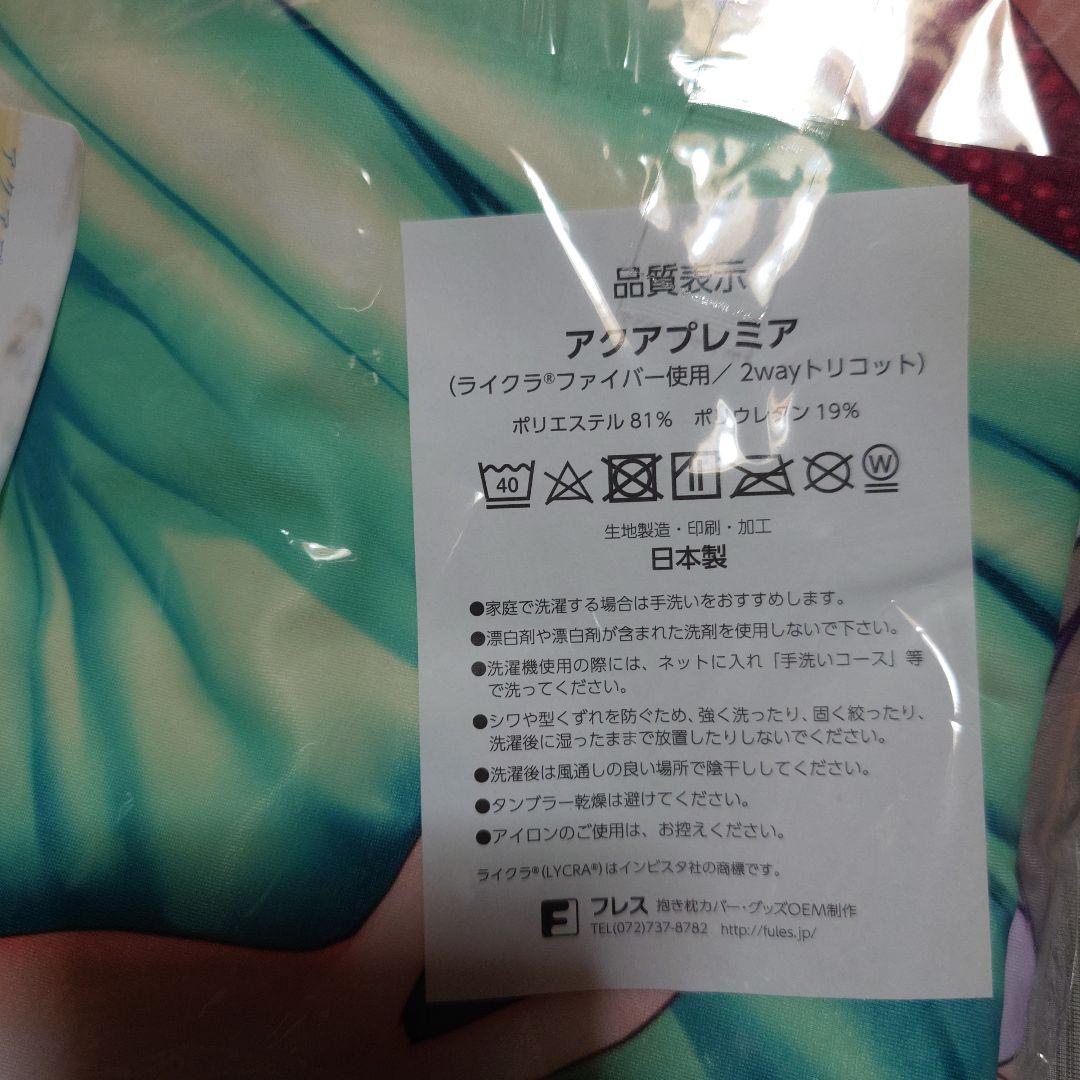 品質表示
アクアプレミア
（ライクラ®ファイバー使用／ 2wayトリコット）
ポリエステル 81%　ポリウレタン 19%
40
W
生地製造・印刷・加工
日本製
●家庭で洗濯する場合は手洗いをおすすめします。
●漂白剤や漂白剤が含まれた洗剤を使用しないで下さい。
●洗濯機使用の際には、ネットに入れ「手洗いコース」等
で洗ってください。
●シワや型くずれを防ぐため、強く洗ったり、固く絞ったり、
洗濯後に湿ったままで放置したりしないでください。
●洗濯後は風通しの良い場所で陰干ししてください。
●タンブラー乾燥は避けてください。
●アイロンのご使用は、お控えください。
ライクラ®(LYCRA®)はインビスタ社の商標です。
フレス 抱き枕カバー・グッズOEM制作
TEL(072)737-8782 http://fules.jp/